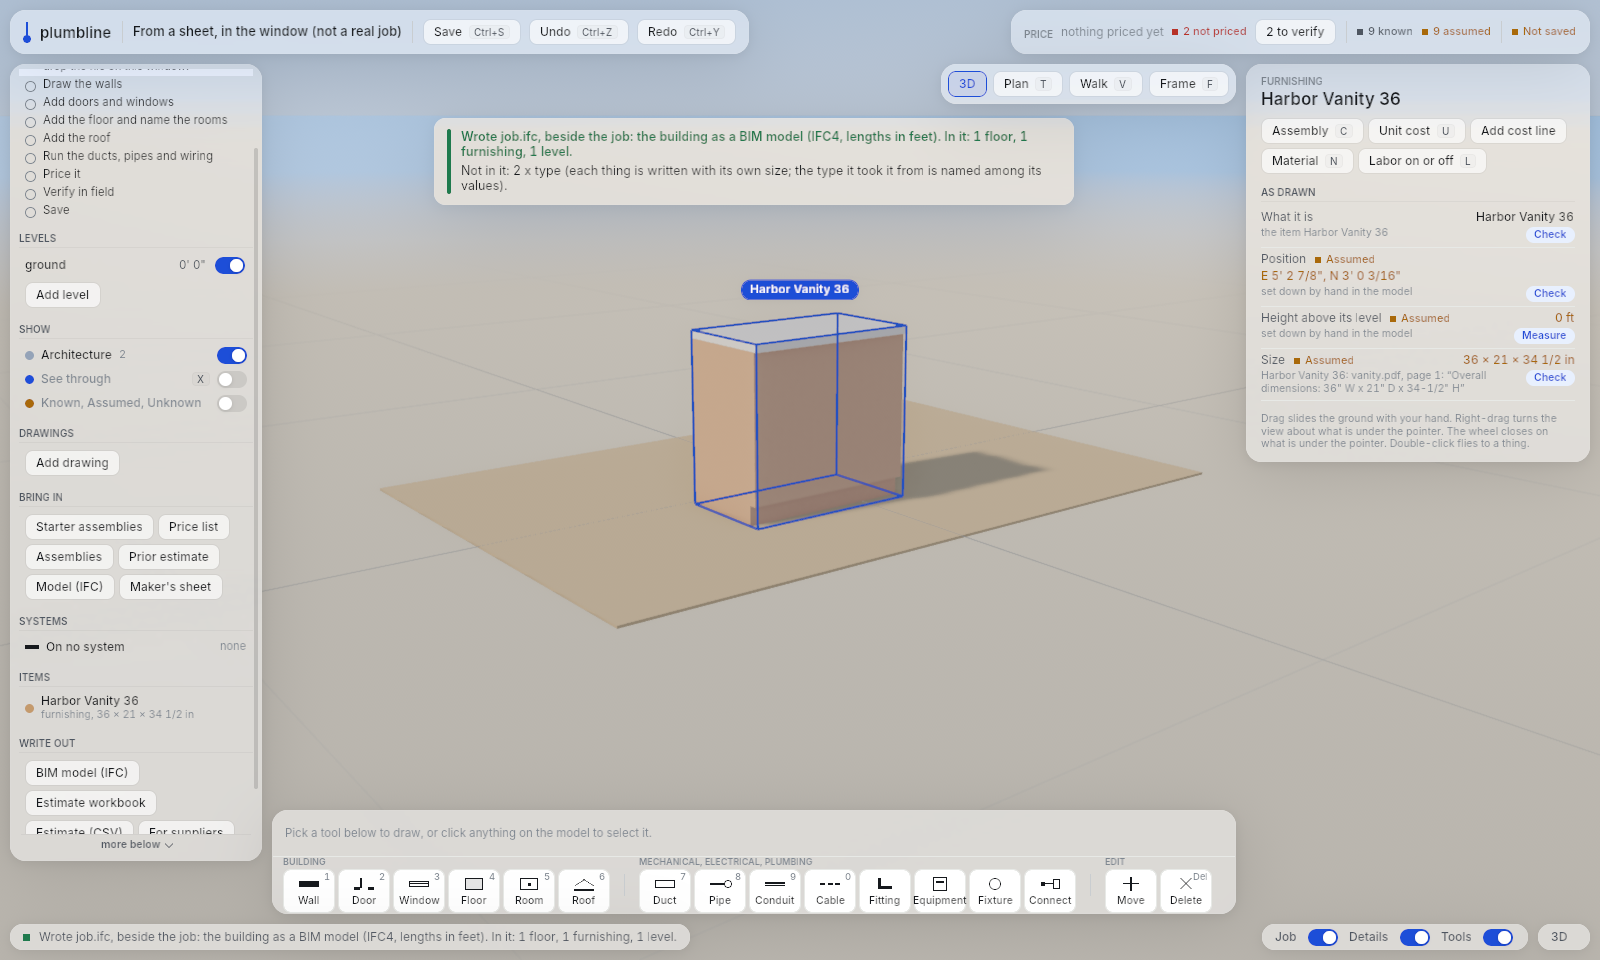 plumbline
From a sheet, in the window (not a real job)
Save Ctrl+S
Undo Ctrl+Z
Redo Ctrl+Y
PRICE nothing priced yet 2 not priced 2 to verify 9 known 9 assumed Not saved
Draw the walls
Add doors and windows
Add the floor and name the rooms
Add the roof
Run the ducts, pipes and wiring
Price it
Verify in field
Save
LEVELS
ground 0' 0"
Add level
SHOW
Architecture 2
See through X
Known, Assumed, Unknown
DRAWINGS
Add drawing
BRING IN
Starter assemblies Price list
Assemblies Prior estimate
Model (IFC) Maker's sheet
SYSTEMS
On no system none
ITEMS
Harbor Vanity 36
furnishing, 36 × 21 × 34 1/2 in
WRITE OUT
BIM model (IFC)
Estimate workbook
Estimate (CSV) For suppliers
more below
3D Plan T Walk V Frame F
Wrote job.ifc, beside the job: the building as a BIM model (IFC4, lengths in feet). In it: 1 floor, 1
furnishing, 1 level.
Not in it: 2 x type (each thing is written with its own size; the type it took it from is named among its
values).
Harbor Vanity 36
FURNISHING
Harbor Vanity 36
Assembly C Unit cost U Add cost line
Material N Labor on or off L
AS DRAWN
What it is Harbor Vanity 36
the item Harbor Vanity 36 Check
Position Assumed
E 5' 2 7/8", N 3' 0 3/16"
set down by hand in the model Check
Height above its level Assumed 0 ft
set down by hand in the model Measure
Size Assumed 36 × 21 × 34 1/2 in
Harbor Vanity 36: vanity.pdf, page 1: "Overall Check
dimensions: 36" W x 21" D x 34-1/2" H"
Drag slides the ground with your hand. Right-drag turns the
view about what is under the pointer. The wheel closes on
what is under the pointer. Double-click flies to a thing.
Pick a tool below to draw, or click anything on the model to select it.
BUILDING MECHANICAL, ELECTRICAL, PLUMBING EDIT
1 2 3 4 5 6 7 8 9 0 Del
Wall Door Window Floor Room Roof Duct Pipe Conduit Cable Fitting Equipment Fixture Connect Move Delete
Wrote job.ifc, beside the job: the building as a BIM model (IFC4, lengths in feet). In it: 1 floor, 1 furnishing, 1 level.
Job Details Tools 3D